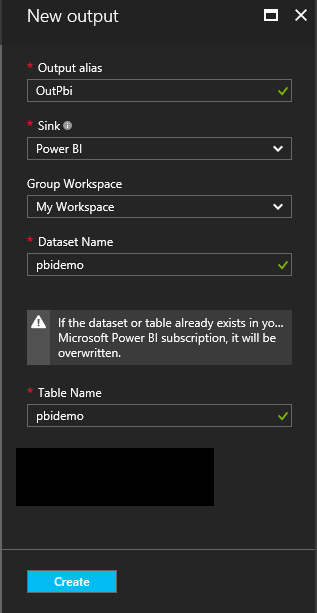 New output
* Output alias
OutPbi
* Sink
Power BI
Group Workspace
My Workspace
* Dataset Name
pbidemo
If the dataset or table already exists in yo...
Microsoft Power BI subscription, it will be
overwritten.
* Table Name
pbidemo
Create